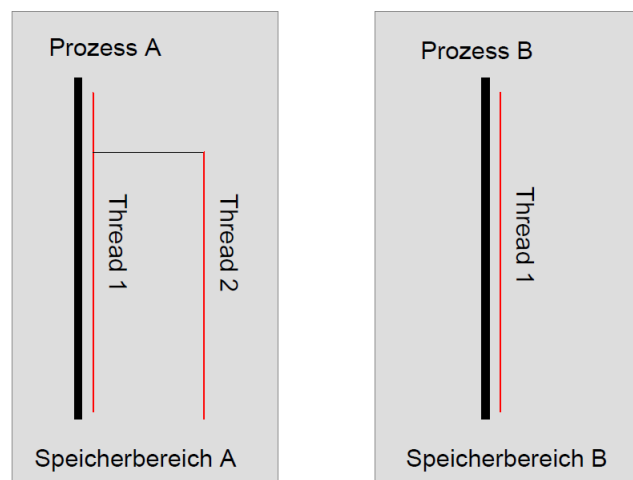 Prozess A
Thread 1
Thread 2
Speicherbereich A
Prozess B
Thread 1
Speicherbereich B